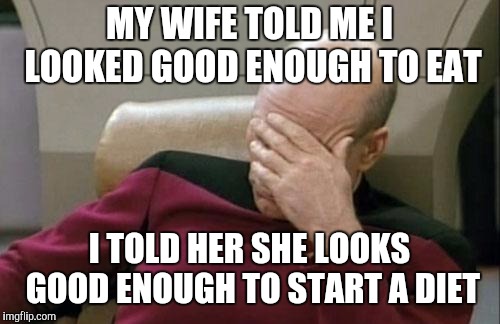 MY WIFE TOLD ME I
LOOKED GOOD ENOUGH TO EAT
I TOLD HER SHE LOOKS
GOOD ENOUGH TO START A DIET
imgflip.com